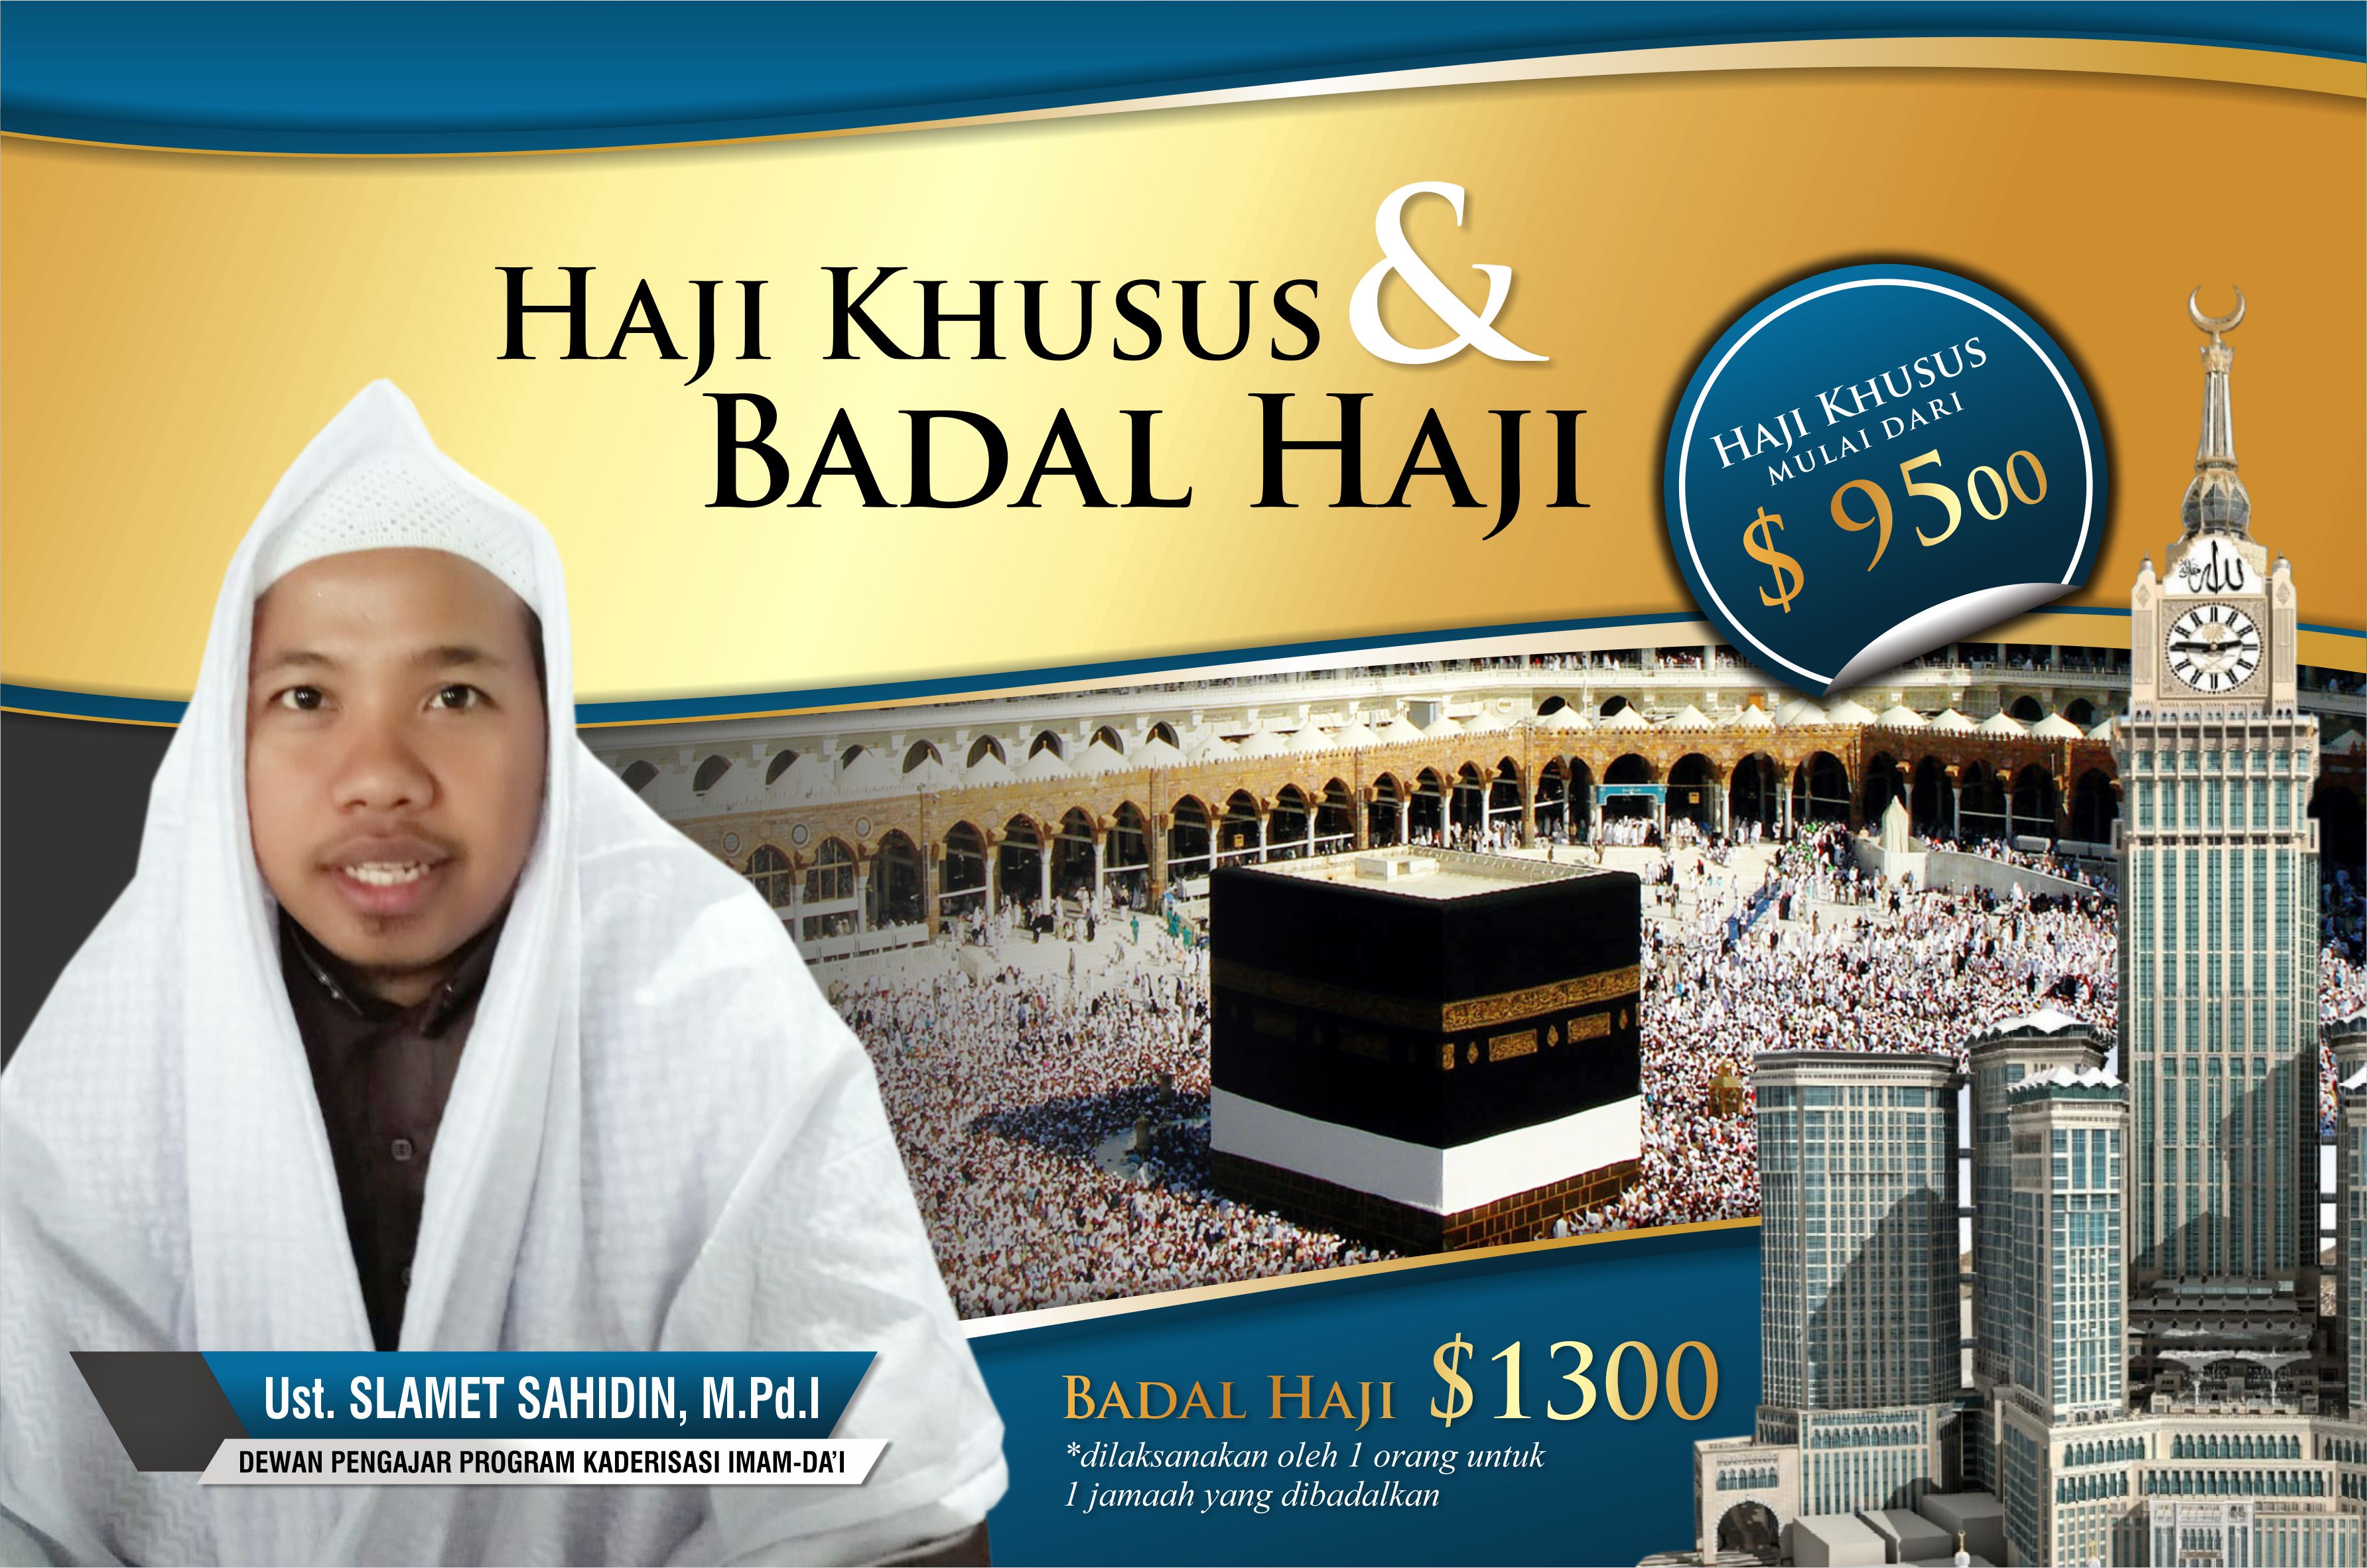 HAJI KHUSUS &
BADAL HAJI
HAJI KHUSUS
MULAI DARI
$ 9500
الله
Ust. SLAMET SAHIDIN, M.Pd.I
DEWAN PENGAJAR PROGRAM KADERISASI IMAM-DA'I
BADAL HAJI $1300
*dilaksanakan oleh 1 orang untuk
1 jamaah yang dibadalkan